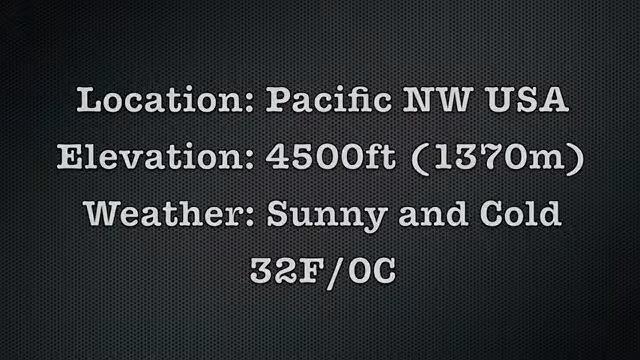 Location: Pacific NW USA
Elevation: 4500ft (1370m)
Weather: Sunny and Cold
32F/0C